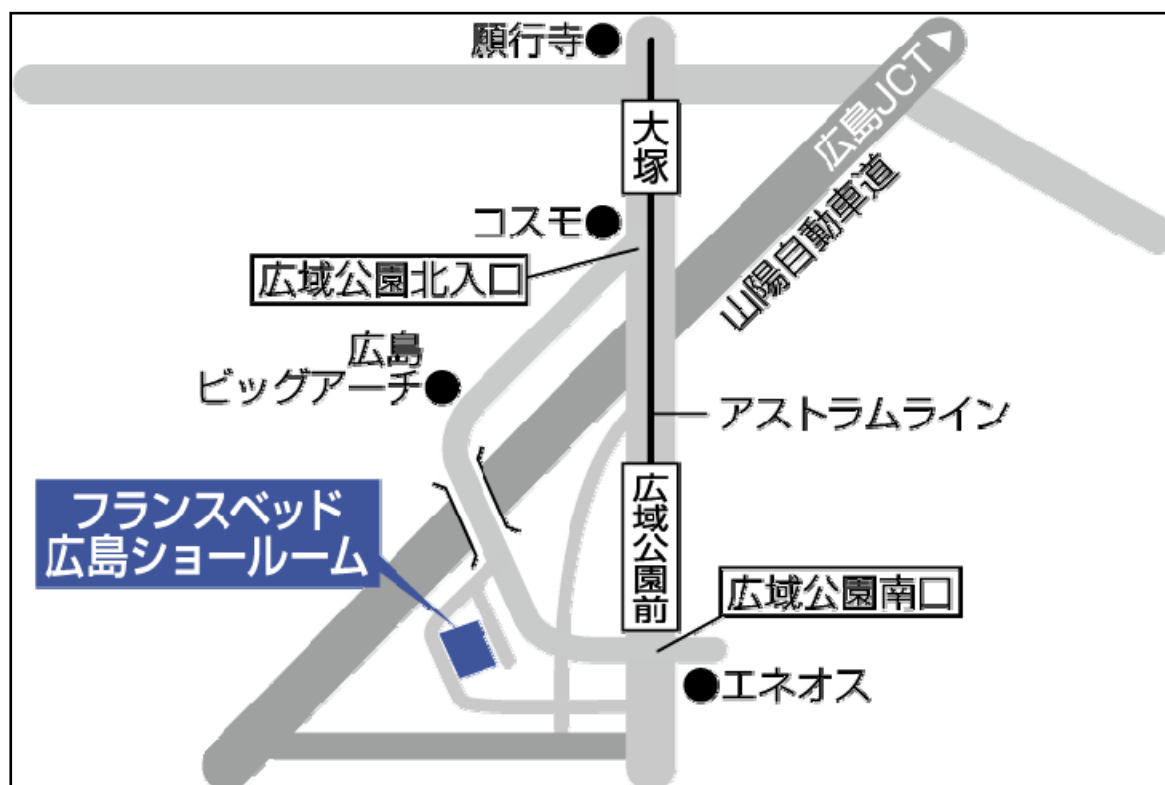 願行寺
広島JCT
大塚
山陽自動車道
コスモ
広域公園北入口
広島
ビッグアーチ
アストラムライン
広域公園前
フランスベッド
広島ショールーム
広域公園南口
エネオス